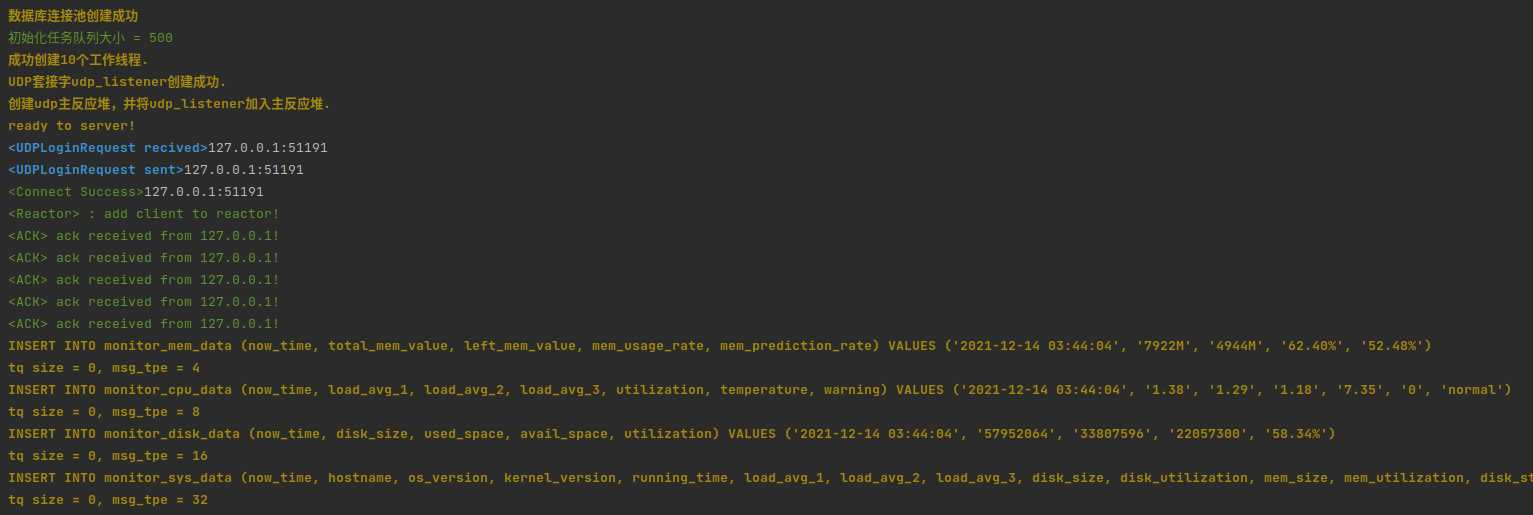 数据库连接池创建成功
初始化任务队列大小 = 500
成功创建10个工作线程.
UDP套接字udp_listener创建成功.
创建udp主反应堆，并将udp_listener加入主反应堆.
ready to server!
<UDPLoginRequest recived>127.0.0.1:51191
<UDPLoginRequest sent>127.0.0.1:51191
<Connect Success>127.0.0.1:51191
<Reactor> : add client to reactor!
<ACK> ack received from 127.0.0.1!
<ACK> ack received from 127.0.0.1!
<ACK> ack received from 127.0.0.1!
<ACK> ack received from 127.0.0.1!
<ACK> ack received from 127.0.0.1!
INSERT INTO monitor_mem_data (now_time, total_mem_value, left_mem_value, mem_usage_rate, mem_prediction_rate) VALUES ('2021-12-14 03:44:04', '7922M', '4944M', '62.40%', '52.48%')
tq size = 0, msg_tpe = 4
INSERT INTO monitor_cpu_data (now_time, load_avg_1, load_avg_2, load_avg_3, utilization, temperature, warning) VALUES ('2021-12-14 03:44:04', '1.38', '1.29', '1.18', '7.35', '0', 'normal')
tq size = 0, msg_tpe = 8
INSERT INTO monitor_disk_data (now_time, disk_size, used_space, avail_space, utilization) VALUES ('2021-12-14 03:44:04', '57952064', '33807596', '22057300', '58.34%')
tq size = 0, msg_tpe = 16
INSERT INTO monitor_sys_data (now_time, hostname, os_version, kernel_version, running_time, load_avg_1, load_avg_2, load_avg_3, disk_size, disk_utilization, mem_size, mem_utilization, disk_st
tq size = 0, msg_tpe = 32